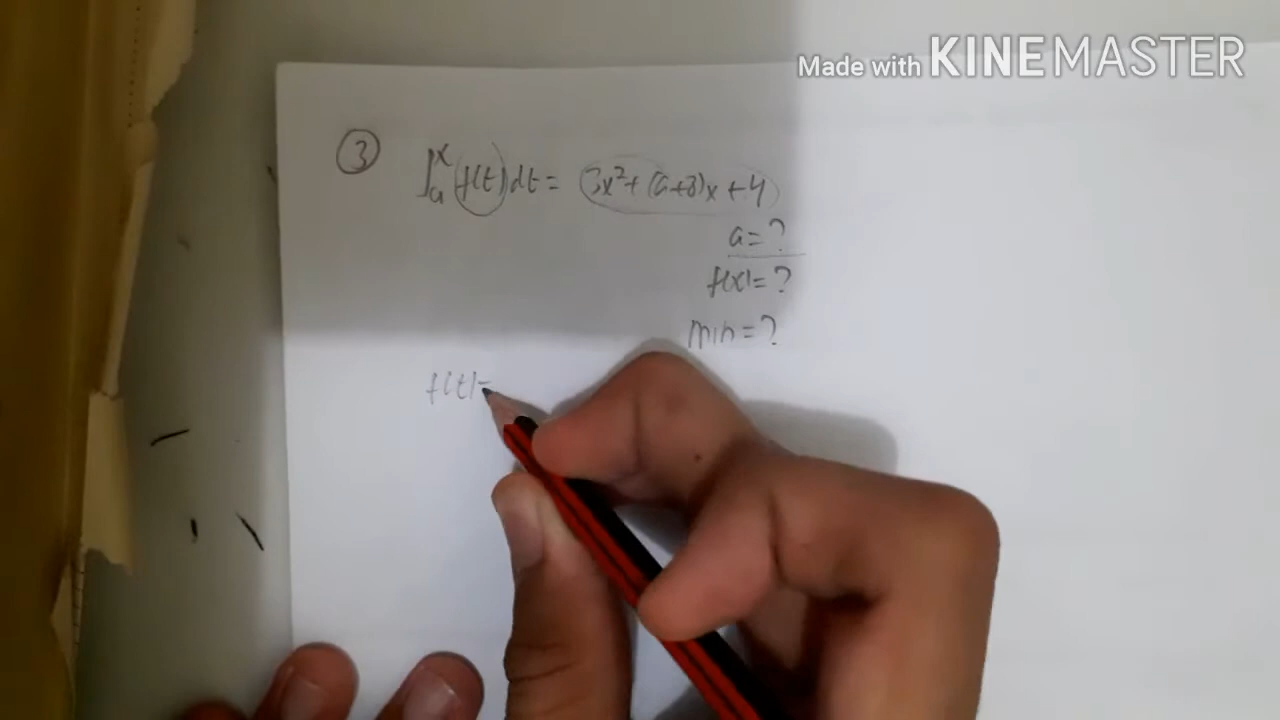 Made with KINEMASTER
③ ∫ₐˣ f(t) dt = 3x² + (a+8)x + 4
a = ?
f(x) = ?
min = ?
f(t) =